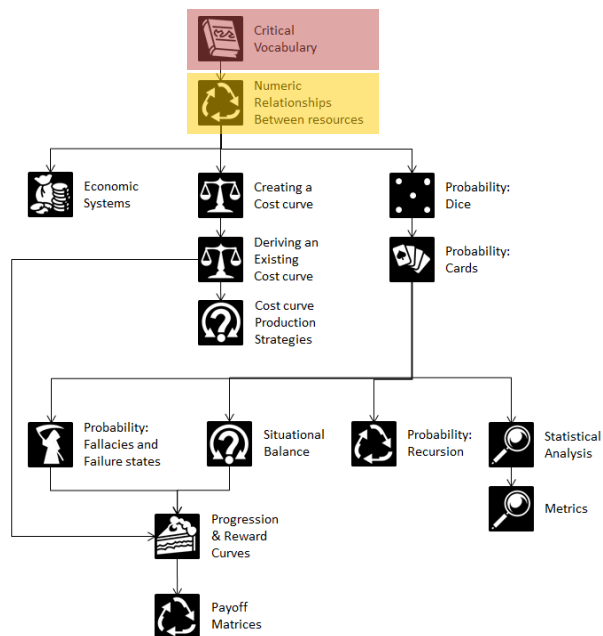 Critical
Vocabulary
Numeric
Relationships
Between resources
Economic
Systems
Creating a
Cost curve
Probability:
Dice
Deriving an
Existing
Cost curve
Probability:
Cards
Cost curve
Production
Strategies
Probability:
Fallacies and
Failure states
Situational
Balance
Probability:
Recursion
Statistical
Analysis
Metrics
Progression
& Reward
Curves
Payoff
Matrices